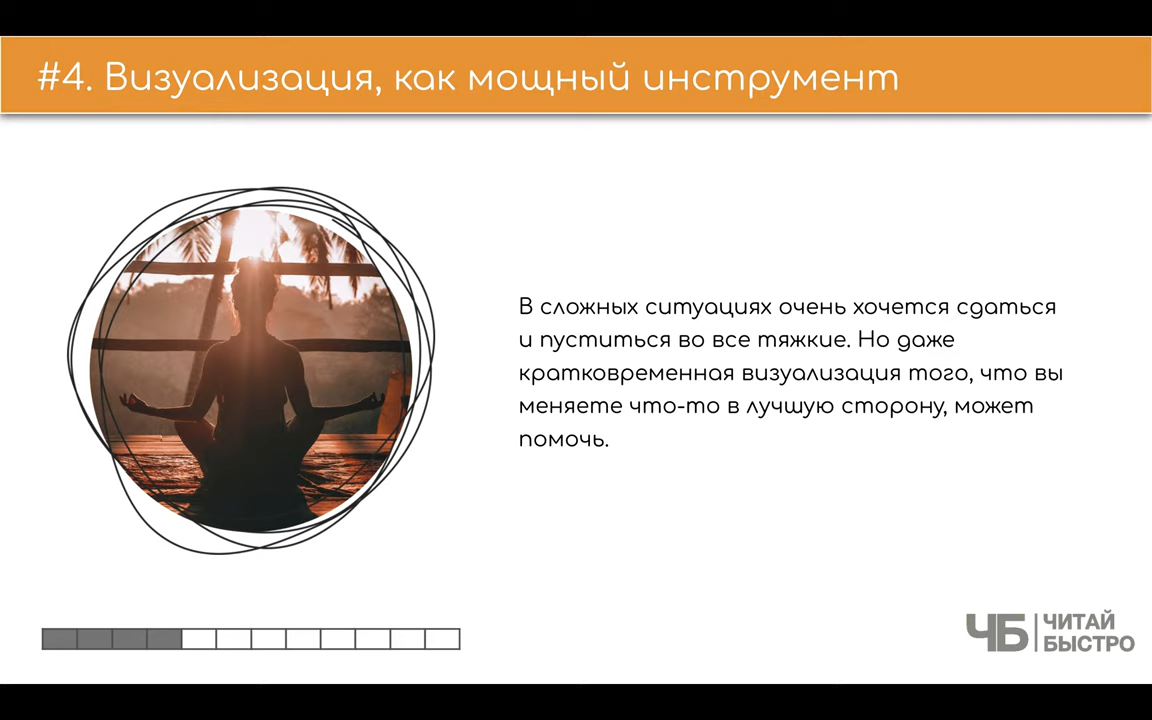 #4. Визуализация, как мощный инструмент
В сложных ситуациях очень хочется сдаться
и пуститься во все тяжкие. Но даже
кратковременная визуализация того, что вы
меняете что-то в лучшую сторону, может
помочь.
ЧБ
ЧИТАЙ
БЫСТРО